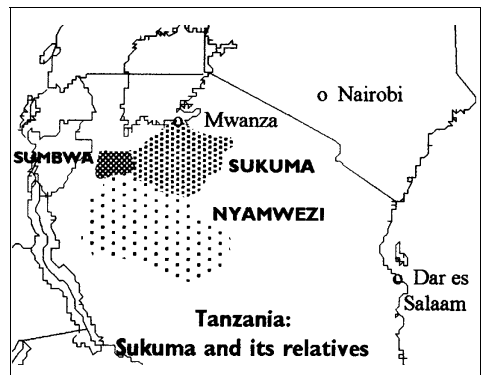 Nairobi
Mwanza
SUMBWA
SUKUMA
NYAMWEZI
Dar es
Salaam
Tanzania:
Sukuma and its relatives